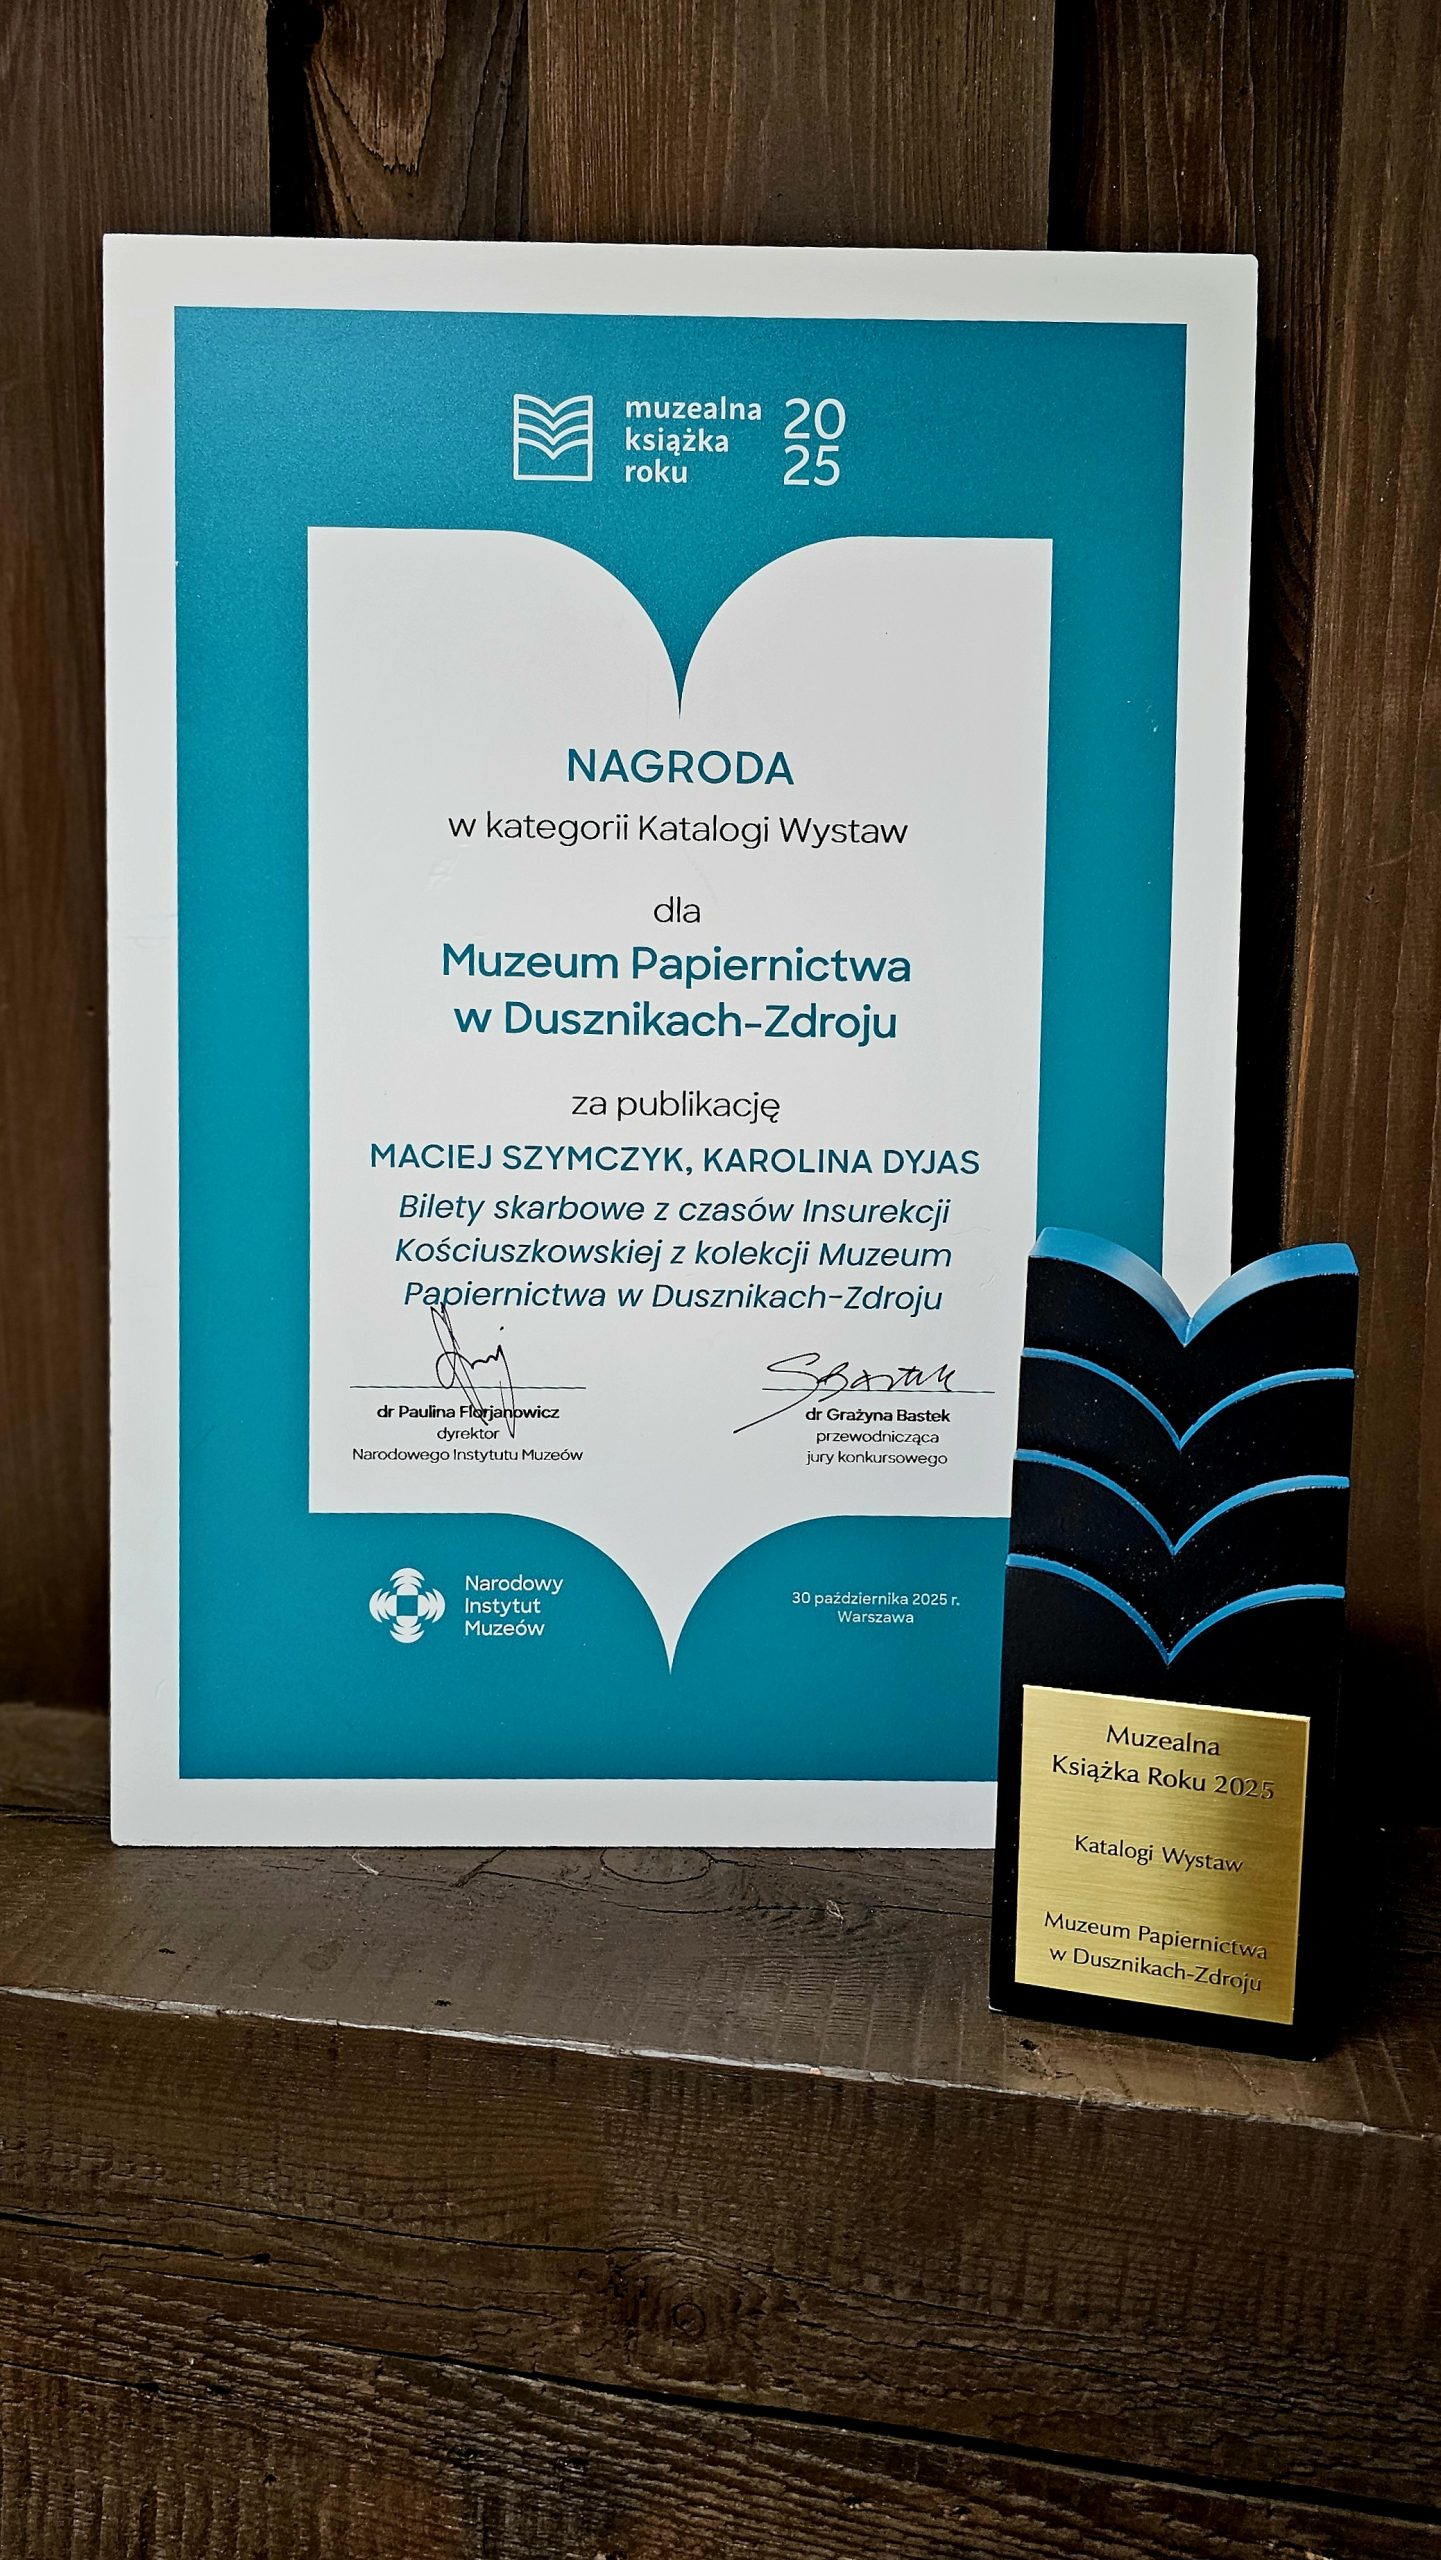 muzealna
książka
roku
20
25
NAGRODA
w kategorii Katalogi Wystaw
dla
Muzeum Papiernictwa
w Dusznikach-Zdroju
za publikację
MACIEJ SZYMCZYK, KAROLINA DYJAS
Bilety skarbowe z czasów Insurekcji
Kościuszkowskiej z kolekcji Muzeum
Papiernictwa w Dusznikach-Zdroju
dr Paulina Florjanowicz
dyrektor
Narodowego Instytutu Muzeów
dr Grażyna Bastek
przewodnicząca
jury konkursowego
Narodowy
Instytut
Muzeów
30 października 2025 r.
Warszawa
Muzealna
Książka Roku 2025
Katalogi Wystaw
Muzeum Papiernictwa
w Dusznikach-Zdroju